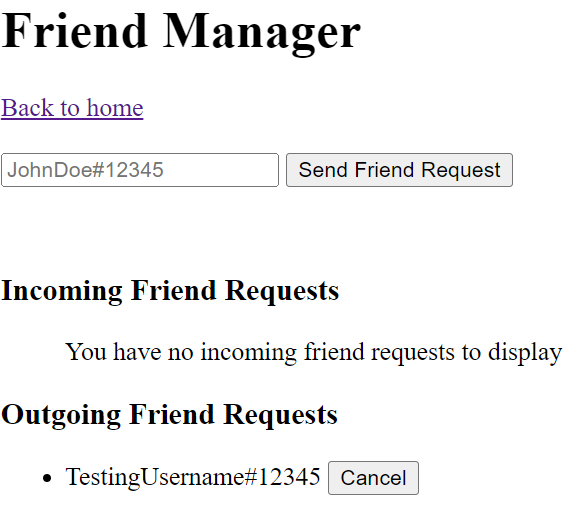 Friend Manager
Back to home
JohnDoe#12345 Send Friend Request
Incoming Friend Requests
You have no incoming friend requests to display
Outgoing Friend Requests
TestingUsername#12345 Cancel